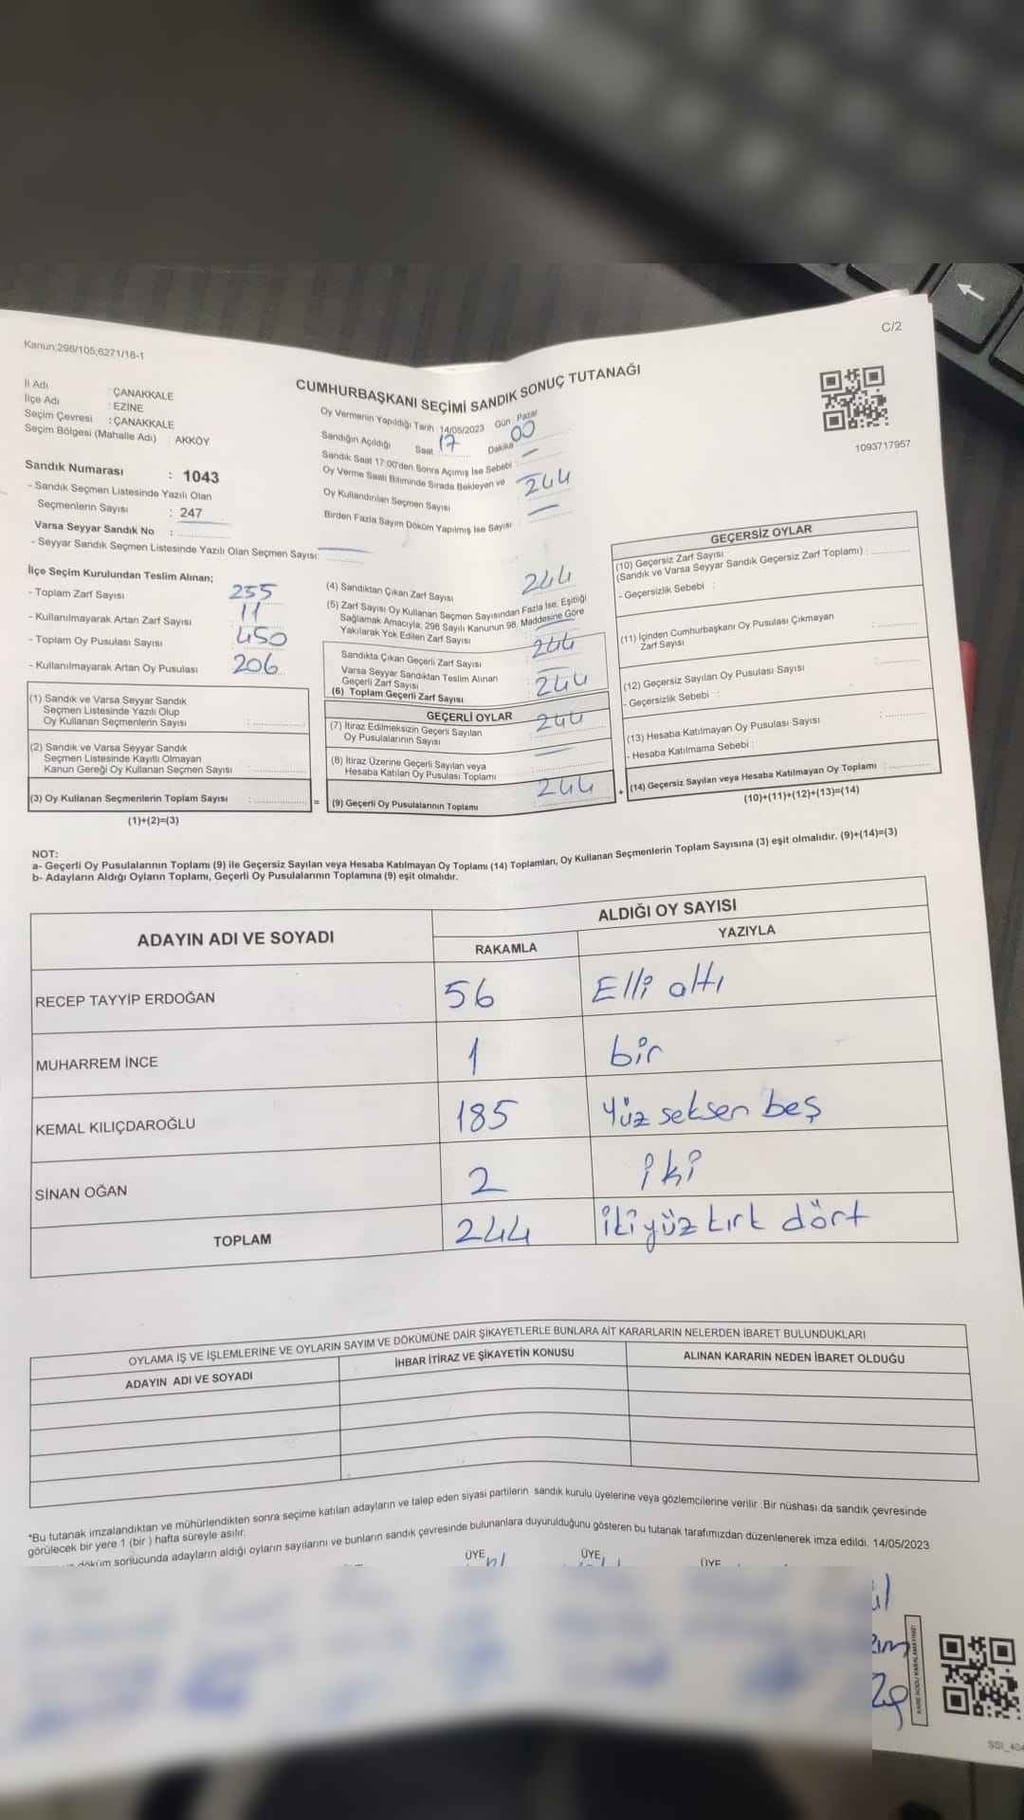 C/2
Kanun:298/105;6271/18-1
CUMHURBAŞKANI SEÇİMİ SANDIK SONUÇ TUTANAĞI
İl Adı : ÇANAKKALE
İlçe Adı : EZİNE
Seçim Çevresi : ÇANAKKALE
Seçim Bölgesi (Mahalle Adı) : AKKÖY
Oy Vermenin Yapıldığı Tarih : 14/05/2023 Gün : Pazar
Sandığın Açıldığı Saat 17 Dakika 00
Sandık Saat 17:00'den Sonra Açımış İse Sebebi : —
Oy Verme Saati Bitiminde Sırada Bekleyen ve —
Oy Kullandırılan Seçmen Sayısı 244
Birden Fazla Sayım Döküm Yapılmış İse Sayısı : —
1093717957
Sandık Numarası : 1043
- Sandık Seçmen Listesinde Yazılı Olan
Seçmenlerin Sayısı : 247
Varsa Seyyar Sandık No :
- Seyyar Sandık Seçmen Listesinde Yazılı Olan Seçmen Sayısı:
İlçe Seçim Kurulundan Teslim Alınan;
- Toplam Zarf Sayısı 255
- Kullanılmayarak Artan Zarf Sayısı : 11
- Toplam Oy Pusulası Sayısı 450
- Kullanılmayarak Artan Oy Pusulası 206
(1) Sandık ve Varsa Seyyar Sandık
Seçmen Listesinde Yazılı Olup
Oy Kullanan Seçmenlerin Sayısı :
(2) Sandık ve Varsa Seyyar Sandık
Seçmen Listesinde Kayıtlı Olmayan
Kanun Gereği Oy Kullanan Seçmen Sayısı
(3) Oy Kullanan Seçmenlerin Toplam Sayısı :
(1)+(2)=(3)
=
(4) Sandıktan Çıkan Zarf Sayısı 244
(5) Zarf Sayısı Oy Kullanan Seçmen Sayısından Fazla İse, Eşitliği
Sağlamak Amacıyla; 298 Sayılı Kanunun 98. Maddesine Göre
Yakılarak Yok Edilen Zarf Sayısı
Sandıkta Çıkan Geçerli Zarf Sayısı 244
Varsa Seyyar Sandıktan Teslim Alınan
Geçerli Zarf Sayısı
(6) Toplam Geçerli Zarf Sayısı 244
GEÇERLİ OYLAR
(7) İtiraz Edilmeksizin Geçerli Sayılan
Oy Pusulalarının Sayısı 244
(8) İtiraz Üzerine Geçerli Sayılan veya
Hesaba Katılan Oy Pusulası Toplamı
(9) Geçerli Oy Pusulalarının Toplamı 244
+
GEÇERSİZ OYLAR
(10) Geçersiz Zarf Sayısı
(Sandık ve Varsa Seyyar Sandık Geçersiz Zarf Toplamı) :
- Geçersizlik Sebebi :
(11) İçinden Cumhurbaşkanı Oy Pusulası Çıkmayan
Zarf Sayısı :
(12) Geçersiz Sayılan Oy Pusulası Sayısı
- Geçersizlik Sebebi :
(13) Hesaba Katılmayan Oy Pusulası Sayısı :
- Hesaba Katılmama Sebebi :
(14) Geçersiz Sayılan veya Hesaba Katılmayan Oy Toplamı :
(10)+(11)+(12)+(13)=(14)
NOT:
a- Geçerli Oy Pusulalarının Toplamı (9) ile Geçersiz Sayılan veya Hesaba Katılmayan Oy Toplamı (14) Toplamları, Oy Kullanan Seçmenlerin Toplam Sayısına (3) eşit olmalıdır. (9)+(14)=(3)
b- Adayların Aldığı Oyların Toplamı, Geçerli Oy Pusulalarının Toplamına (9) eşit olmalıdır.
ADAYIN ADI VE SOYADI
ALDIĞI OY SAYISI
RAKAMLA YAZIYLA
RECEP TAYYİP ERDOĞAN 56 Elli altı
MUHARREM İNCE 1 bir
KEMAL KILIÇDAROĞLU 185 Yüz seksen beş
SİNAN OĞAN 2 iki
TOPLAM 244 ikiyüz kırk dört
OYLAMA İŞ VE İŞLEMLERİNE VE OYLARIN SAYIM VE DÖKÜMÜNE DAİR ŞİKAYETLERLE BUNLARA AİT KARARLARIN NELERDEN İBARET BULUNDUKLARI
ADAYIN ADI VE SOYADI
İHBAR İTİRAZ VE ŞİKAYETİN KONUSU
ALINAN KARARIN NEDEN İBARET OLDUĞU
*Bu tutanak imzalandıktan ve mühürlendikten sonra seçime katılan adayların ve talep eden siyasi partilerin sandık kurulu üyelerine veya gözlemcilerine verilir. Bir nüshası da sandık çevresinde
görülecek bir yere 1 (bir ) hafta süreyle asılır.
döküm sonucunda adayların aldığı oyların sayılarını ve bunların sandık çevresinde bulunanlara duyurulduğunu gösteren bu tutanak tarafımızdan düzenlenerek imza edildi. 14/05/2023
ÜYE ÜYE ÜYE